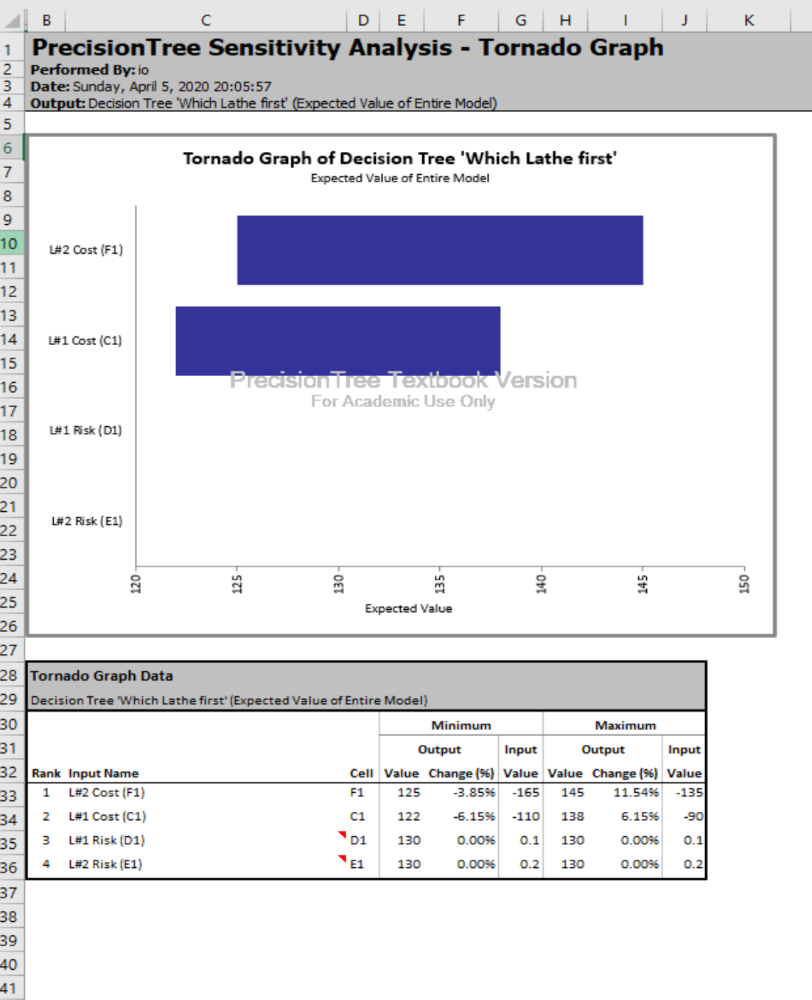 B C D E F G H I J K
1 PrecisionTree Sensitivity Analysis - Tornado Graph
2 Performed By: io
3 Date: Sunday, April 5, 2020 20:05:57
4 Output: Decision Tree 'Which Lathe first' (Expected Value of Entire Model)
5
6
7
8
9
10
11
12
13
14
15
16
17
18
19
20
21
22
23
24
25
26
Tornado Graph of Decision Tree 'Which Lathe first'
Expected Value of Entire Model
L#2 Cost (F1)
L#1 Cost (C1)
PrecisionTree Textbook Version
For Academic Use Only
L#1 Risk (D1)
L#2 Risk (E1)
120 125 130 135 140 145 150
Expected Value
27
28 Tornado Graph Data
29 Decision Tree 'Which Lathe first' (Expected Value of Entire Model)
30 Minimum Maximum
31 Output Input Output Input
32 Rank Input Name Cell Value Change (%) Value Value Change (%) Value
33 1 L#2 Cost (F1) F1 125 -3.85% -165 145 11.54% -135
34 2 L#1 Cost (C1) C1 122 -6.15% -110 138 6.15% -90
35 3 L#1 Risk (D1) D1 130 0.00% 0.1 130 0.00% 0.1
36 4 L#2 Risk (E1) E1 130 0.00% 0.2 130 0.00% 0.2
37
38
39
40
41